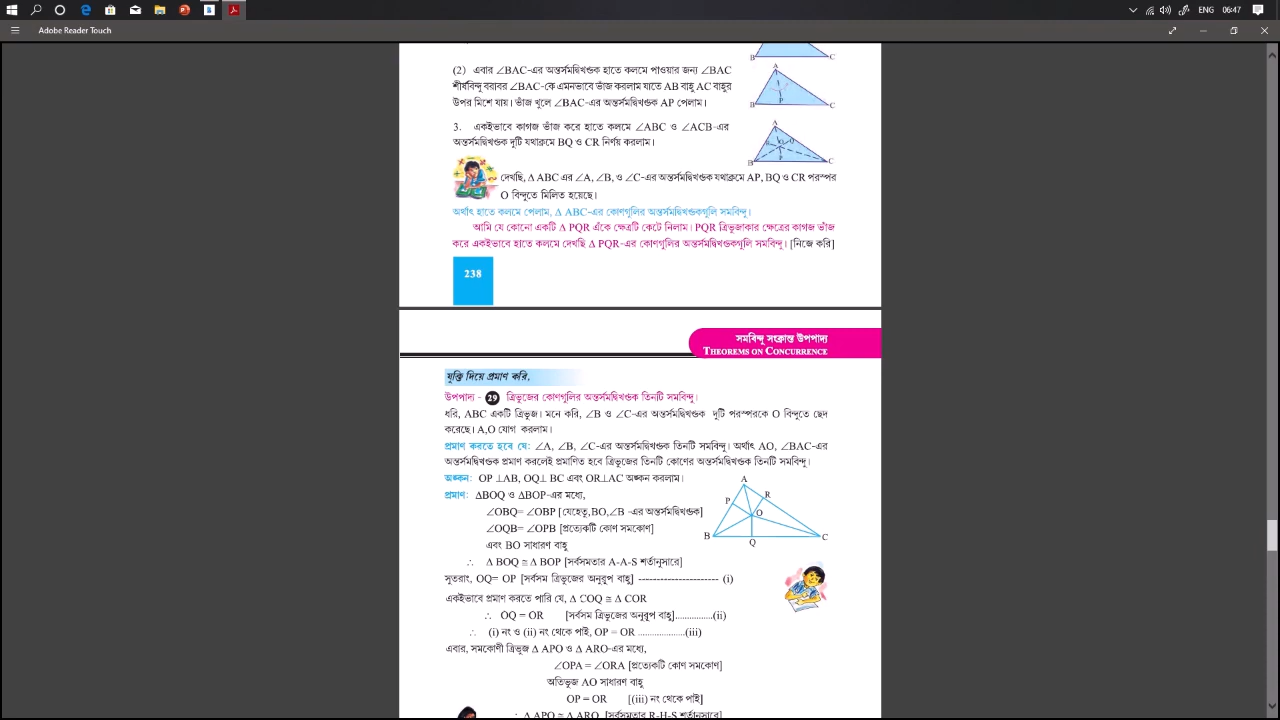 ENG
06:47
Adobe Reader Touch
B
C
(2) এবার ∠BAC-এর অন্তর্সমদ্বিখণ্ডক হাতে কলমে পাওয়ার জন্য ∠BAC
শীর্ষবিন্দু বরাবর ∠BAC-কে এমনভাবে ভাঁজ করলাম যাতে AB বাহু AC বাহুর
উপর মিশে যায়। ভাঁজ খুলে ∠BAC-এর অন্তর্সমদ্বিখণ্ডক AP পেলাম।
A
B
P
C
3. একইভাবে কাগজ ভাঁজ করে হাতে কলমে ∠ABC ও ∠ACB-এর
অন্তর্সমদ্বিখণ্ডক দুটি যথাক্রমে BQ ও CR নির্ণয় করলাম।
A
B
P
C
দেখছি, Δ ABC এর ∠A, ∠B, ও ∠C-এর অন্তর্সমদ্বিখণ্ডক যথাক্রমে AP, BQ ও CR পরস্পর
O বিন্দুতে মিলিত হয়েছে।
অর্থাৎ হাতে কলমে পেলাম, Δ ABC-এর কোণগুলির অন্তর্সমদ্বিখণ্ডকগুলি সমবিন্দু।
আমি যে কোনো একটি Δ PQR এঁকে ক্ষেত্রটি কেটে নিলাম। PQR ত্রিভুজাকার ক্ষেত্রের কাগজ ভাঁজ
করে একইভাবে হাতে কলমে দেখছি Δ PQR-এর কোণগুলির অন্তর্সমদ্বিখণ্ডকগুলি সমবিন্দু। [নিজে করি]
238
সমবিন্দু সংক্রান্ত উপপাদ্য
THEOREMS ON CONCURRENCE
যুক্তি দিয়ে প্রমাণ করি,
উপপাদ্য - 29 ত্রিভুজের কোণগুলির অন্তর্সমদ্বিখণ্ডক তিনটি সমবিন্দু।
ধরি, ABC একটি ত্রিভুজ। মনে করি, ∠B ও ∠C-এর অন্তর্সমদ্বিখণ্ডক দুটি পরস্পরকে O বিন্দুতে ছেদ
করেছে। A,O যোগ করলাম।
প্রমাণ করতে হবে যে: ∠A, ∠B, ∠C-এর অন্তর্সমদ্বিখণ্ডক তিনটি সমবিন্দু। অর্থাৎ AO, ∠BAC-এর
অন্তর্সমদ্বিখণ্ডক প্রমাণ করলেই প্রমাণিত হবে ত্রিভুজের তিনটি কোণের অন্তর্সমদ্বিখণ্ডক তিনটি সমবিন্দু।
অঙ্কন: OP ⊥AB, OQ⊥ BC এবং OR⊥AC অঙ্কন করলাম।
প্রমাণ: ΔBOQ ও ΔBOP-এর মধ্যে,
∠OBQ= ∠OBP [যেহেতু,BO,∠B -এর অন্তর্সমদ্বিখণ্ডক]
∠OQB= ∠OPB [প্রত্যেকটি কোণ সমকোণ]
এবং BO সাধারণ বাহু
∴ Δ BOQ ≅ Δ BOP [সর্বসমতার A-A-S শর্তানুসারে]
সুতরাং, OQ= OP [সর্বসম ত্রিভুজের অনুরূপ বাহু] ---------------------- (i)
A
P
R
O
B
Q
C
একইভাবে প্রমাণ করতে পারি যে, Δ COQ ≅ Δ COR
∴ OQ = OR [সর্বসম ত্রিভুজের অনুরূপ বাহু]...............(ii)
∴ (i) নং ও (ii) নং থেকে পাই, OP = OR ...................(iii)
এবার, সমকোণী ত্রিভুজ Δ APO ও Δ ARO-এর মধ্যে,
∠OPA = ∠ORA [প্রত্যেকটি কোণ সমকোণ]
অতিভুজ AO সাধারণ বাহু
OP = OR [(iii) নং থেকে পাই]
∴ Δ APO ≅ Δ ARO [সর্বসমতার R-H-S শর্তানুসারে]